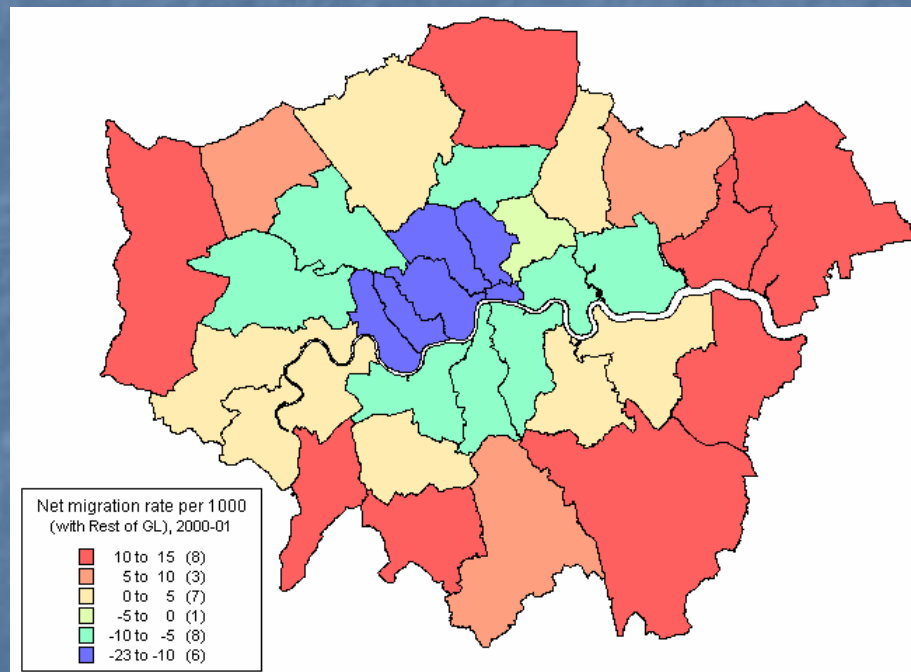 Net migration rate per 1000
(with Rest of GL), 2000-01
10 to 15 (8)
5 to 10 (3)
0 to 5 (7)
-5 to 0 (1)
-10 to -5 (8)
-23 to -10 (6)